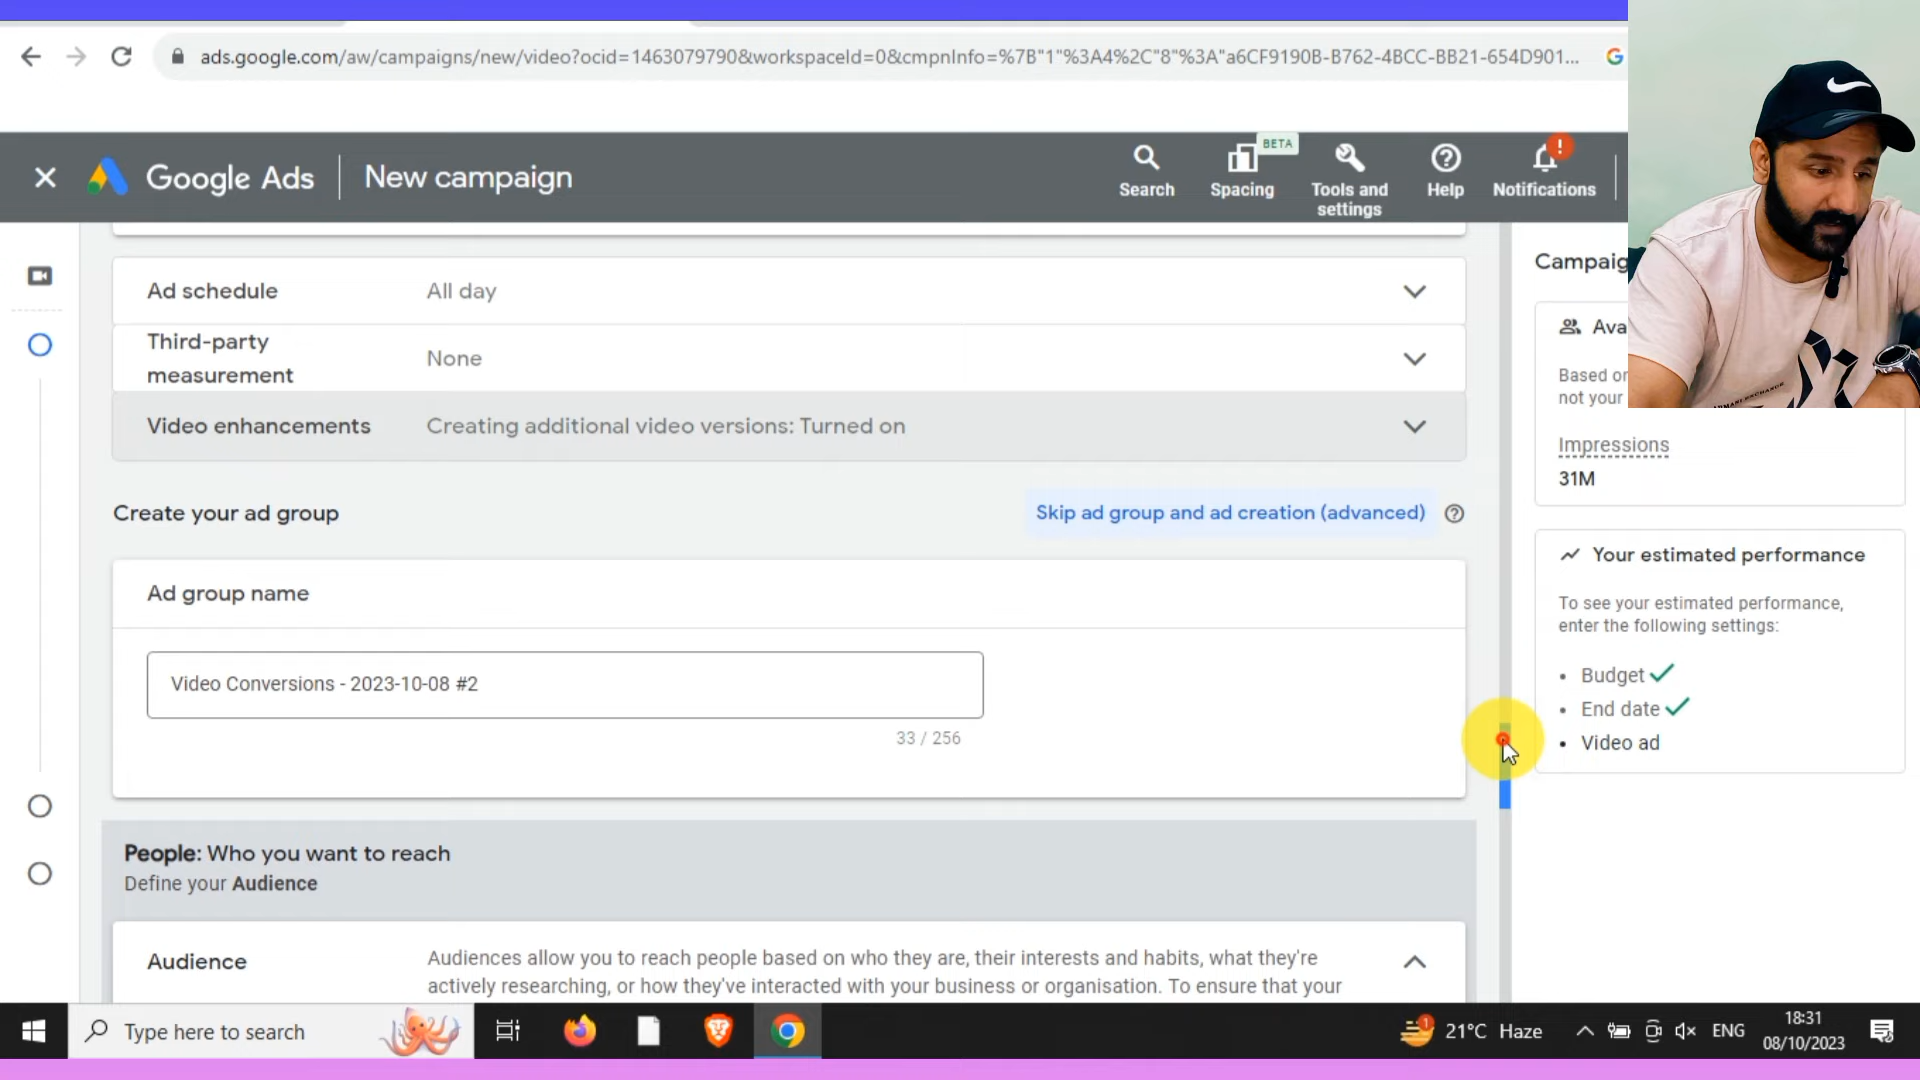 ads.google.com/aw/campaigns/new/video?ocid=1463079790&workspaceId=0&cmpnInfo=%7B"1"%3A4%2C"8"%3A"a6CF9190B-B762-4BCC-BB21-654D901...
Google Ads
New campaign
Search
BETA
Spacing
Tools and
settings
Help
!
Notifications
Ad schedule
All day
Third-party
measurement
None
Video enhancements
Creating additional video versions: Turned on
Create your ad group
Skip ad group and ad creation (advanced)
Ad group name
Video Conversions - 2023-10-08 #2
33 / 256
People: Who you want to reach
Define your Audience
Audience
Audiences allow you to reach people based on who they are, their interests and habits, what they're
actively researching, or how they've interacted with your business or organisation. To ensure that your
Campaig
Ava
Based or
not your
Impressions
31M
Your estimated performance
To see your estimated performance,
enter the following settings:
• Budget
• End date
• Video ad
Type here to search
1
21°C Haze
ENG
18:31
08/10/2023